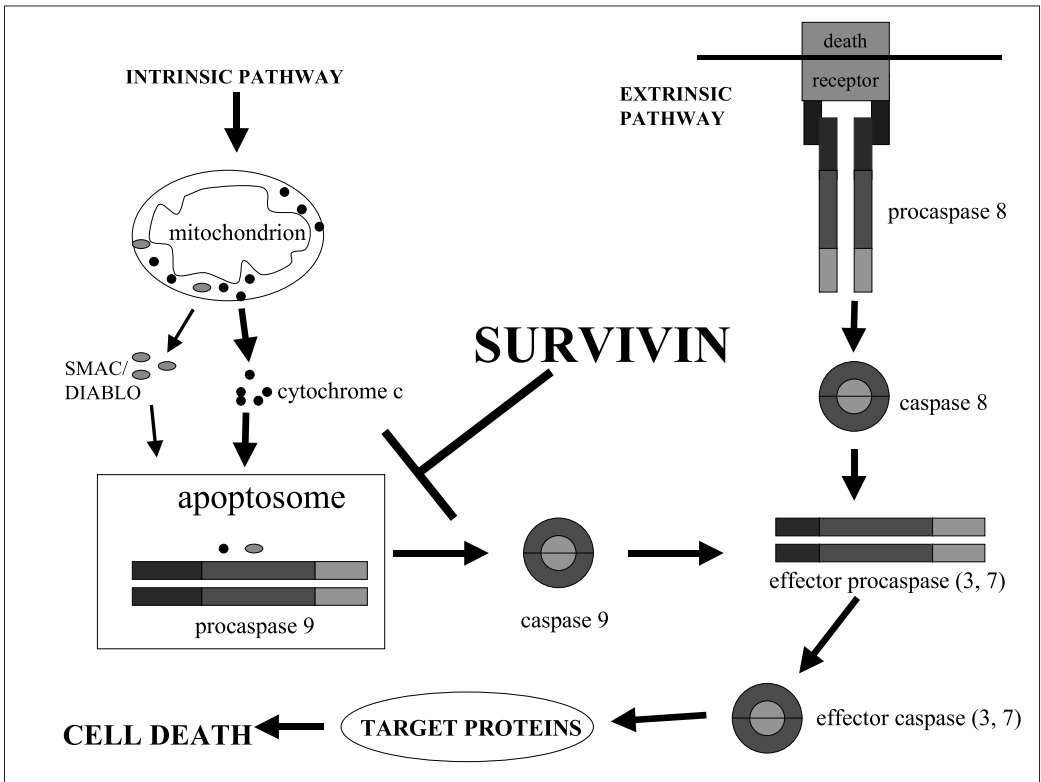 INTRINSIC PATHWAY
death
receptor
EXTRINSIC
PATHWAY
mitochondrion
procaspase 8
SURVIVIN
SMAC/
DIABLO
cytochrome c
caspase 8
apoptosome
procaspase 9
caspase 9
effector procaspase (3, 7)
effector caspase (3, 7)
TARGET PROTEINS
CELL DEATH